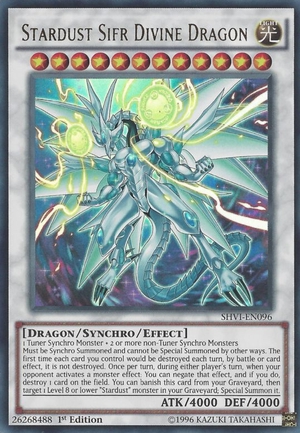 STARDUST SIFR DIVINE DRAGON
LIGHT
光
SHVI-EN096
[DRAGON/SYNCHRO/EFFECT]
1 Tuner Synchro Monster + 2 or more non-Tuner Synchro Monsters
Must be Synchro Summoned and cannot be Special Summoned by other ways. The
first time each card you control would be destroyed each turn, by battle or card
effect, it is not destroyed. Once per turn, during either player's turn, when your
opponent activates a monster effect: You can negate that effect, and if you do,
destroy 1 card on the field. You can banish this card from your Graveyard, then
target 1 Level 8 or lower "Stardust" monster in your Graveyard; Special Summon it.
ATK/4000 DEF/4000
26268488 1st Edition ©1996 KAZUKI TAKAHASHI